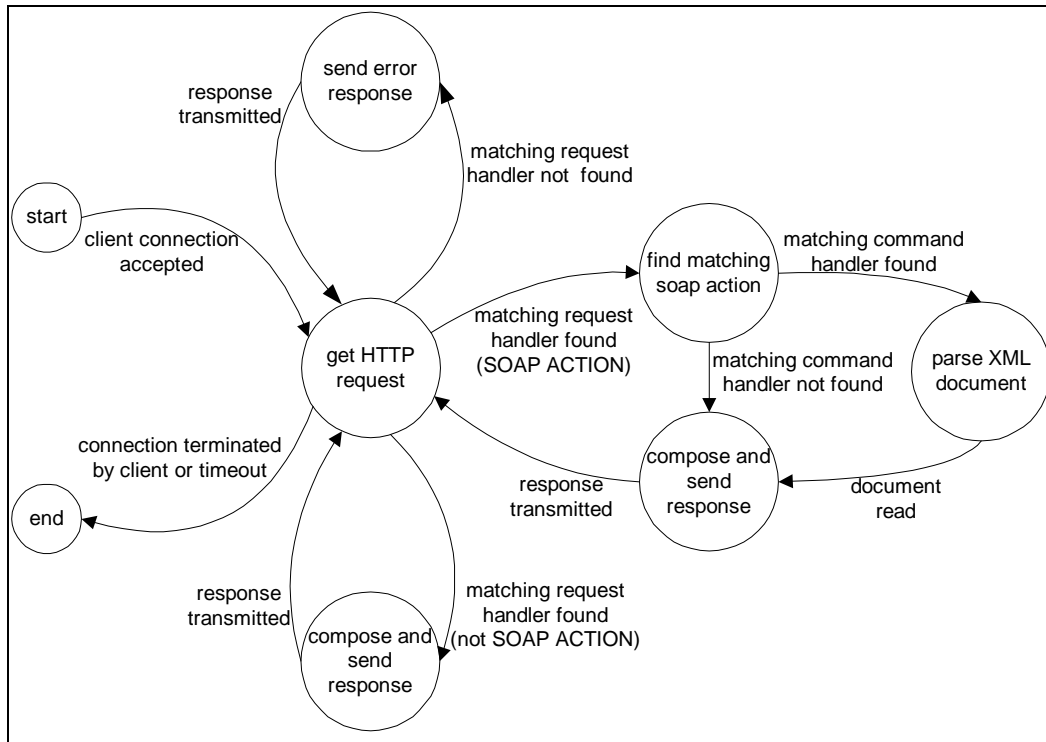 send error
response
response
transmitted
matching request
handler not found
start
client connection
accepted
find matching
soap action
matching command
handler found
matching request
handler found
(SOAP ACTION)
get HTTP
request
parse XML
document
matching command
handler not found
connection terminated
by client or timeout
compose and
send
response
response
transmitted
document
read
end
response
transmitted
matching request
handler found
(not SOAP ACTION)
compose and
send
response